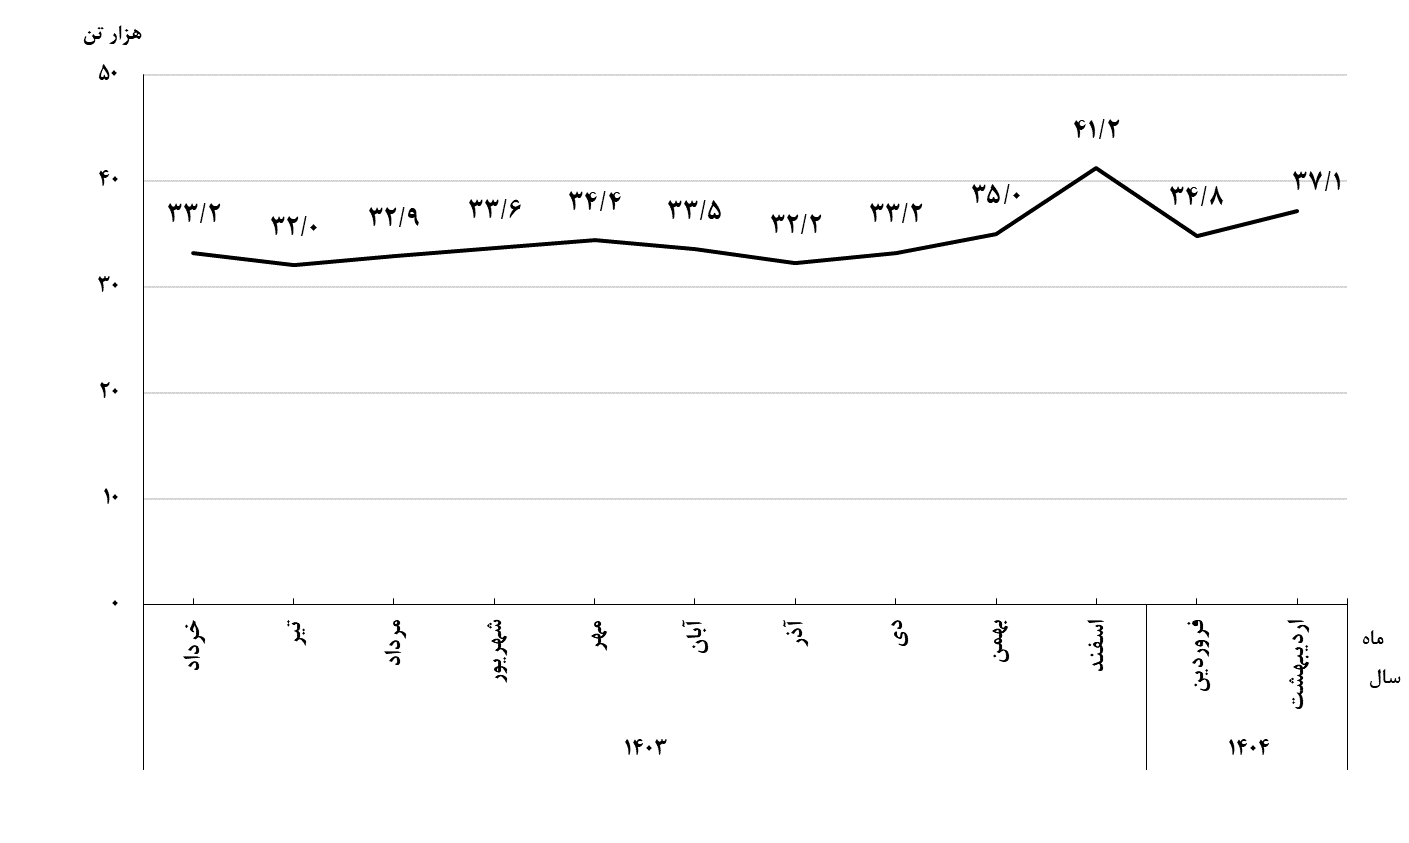 هزار تن
۵۰
۴۰
۳۰
۲۰
۱۰
۰
۳۳/۲
۳۲/۰
۳۲/۹
۳۳/۶
۳۴/۴
۳۳/۵
۳۲/۲
۳۳/۲
۳۵/۰
۴۱/۲
۳۴/۸
۳۷/۱
خرداد
تیر
مرداد
شهریور
مهر
آبان
آذر
دی
بهمن
اسفند
فروردین
اردیبهشت
ماه
سال
۱۴۰۳
۱۴۰۴